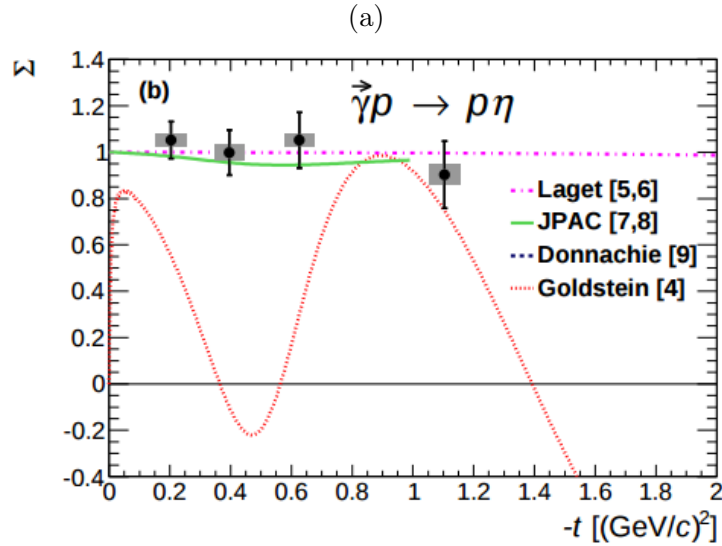 (a)
Σ
(b)
γ⃗p → pη
1.4
1.2
1
0.8
0.6
0.4
0.2
0
-0.2
-0.4
Laget [5,6]
JPAC [7,8]
Donnachie [9]
Goldstein [4]
0 0.2 0.4 0.6 0.8 1 1.2 1.4 1.6 1.8 2
-t [(GeV/c)²]